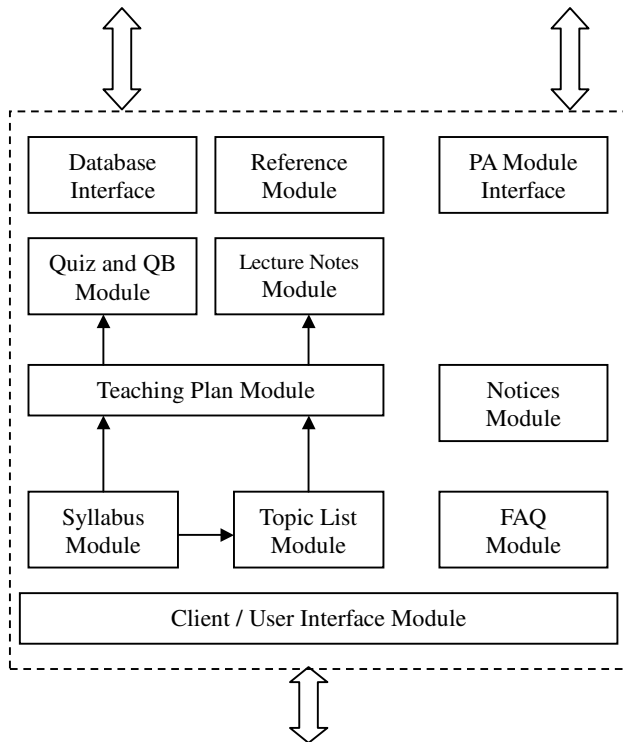 Database
Interface
Reference
Module
PA Module
Interface
Quiz and QB
Module
Lecture Notes
Module
Teaching Plan Module
Notices
Module
Syllabus
Module
Topic List
Module
FAQ
Module
Client / User Interface Module